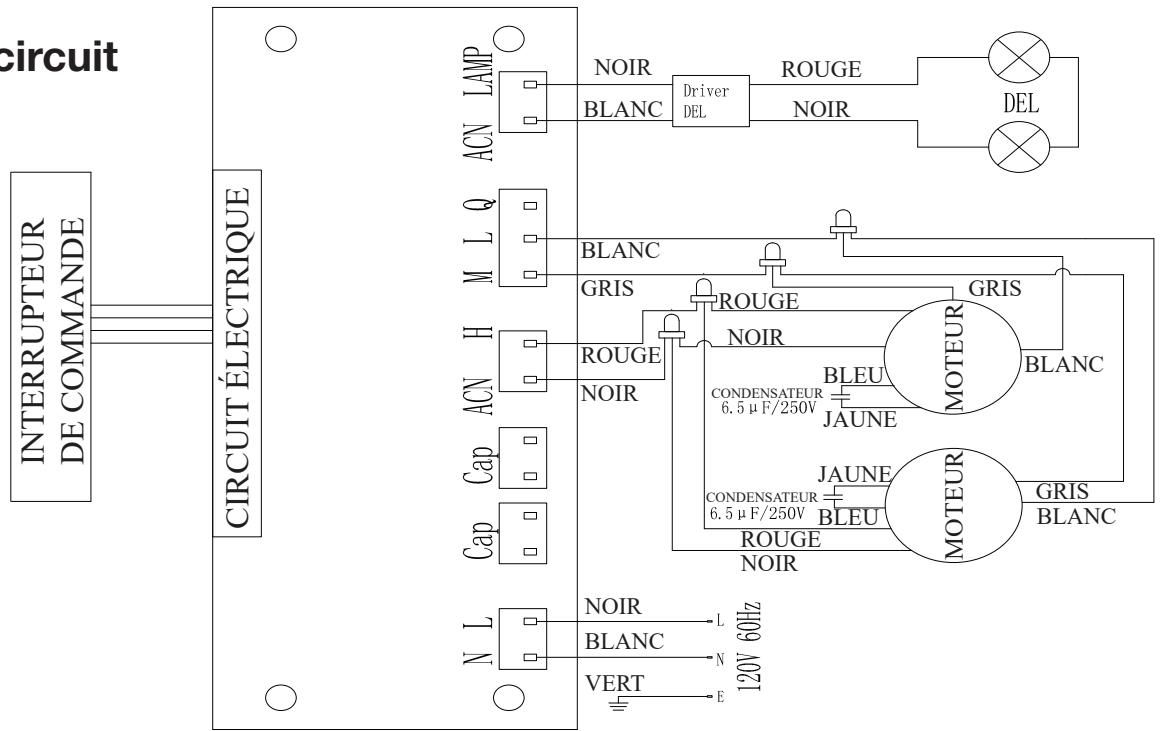 circuit
INTERRUPTEUR
DE COMMANDE
CIRCUIT ÉLECTRIQUE
LAMP
ACN
NOIR
BLANC
Driver
DEL
ROUGE
NOIR
DEL
Q
L
M
BLANC
GRIS
H
ACN
ROUGE
NOIR
ROUGE
NOIR
GRIS
BLANC
MOTEUR
BLEU
CONDENSATEUR
6.5μF/250V
JAUNE
Cap
Cap
JAUNE
CONDENSATEUR
6.5μF/250V
BLEU
MOTEUR
GRIS
BLANC
ROUGE
NOIR
L
N
NOIR
BLANC
VERT
L
N
E
120V 60Hz